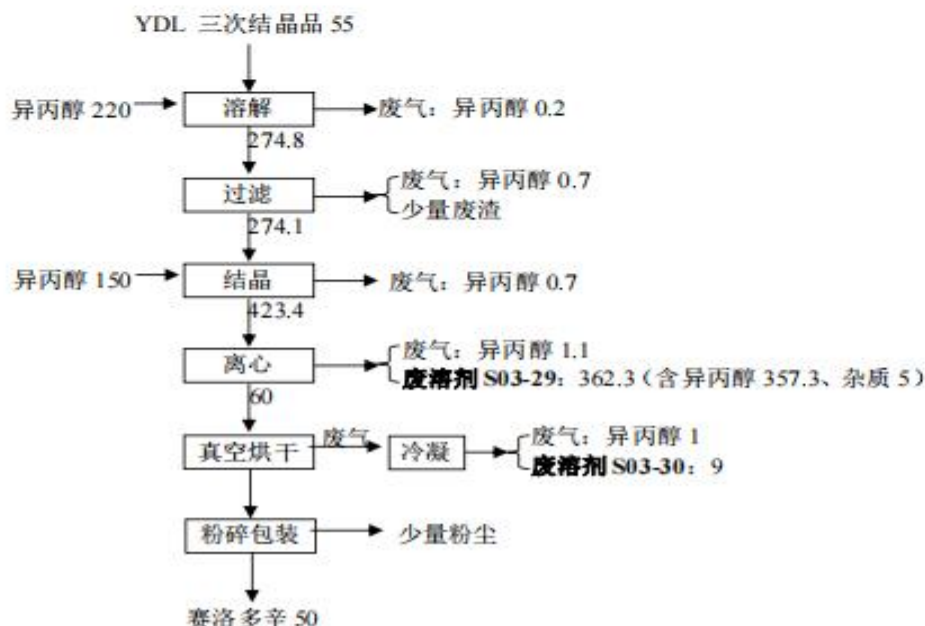 YDL 三次结晶品 55
异丙醇 220
溶解
废气：异丙醇 0.2
274.8
过滤
废气：异丙醇 0.7
少量废渣
274.1
异丙醇 150
结晶
废气：异丙醇 0.7
423.4
离心
废气：异丙醇 1.1
废溶剂 S03-29：362.3（含异丙醇 357.3、杂质 5）
60
真空烘干
废气
冷凝
废气：异丙醇 1
废溶剂 S03-30：9
粉碎包装
少量粉尘
赛洛多辛 50